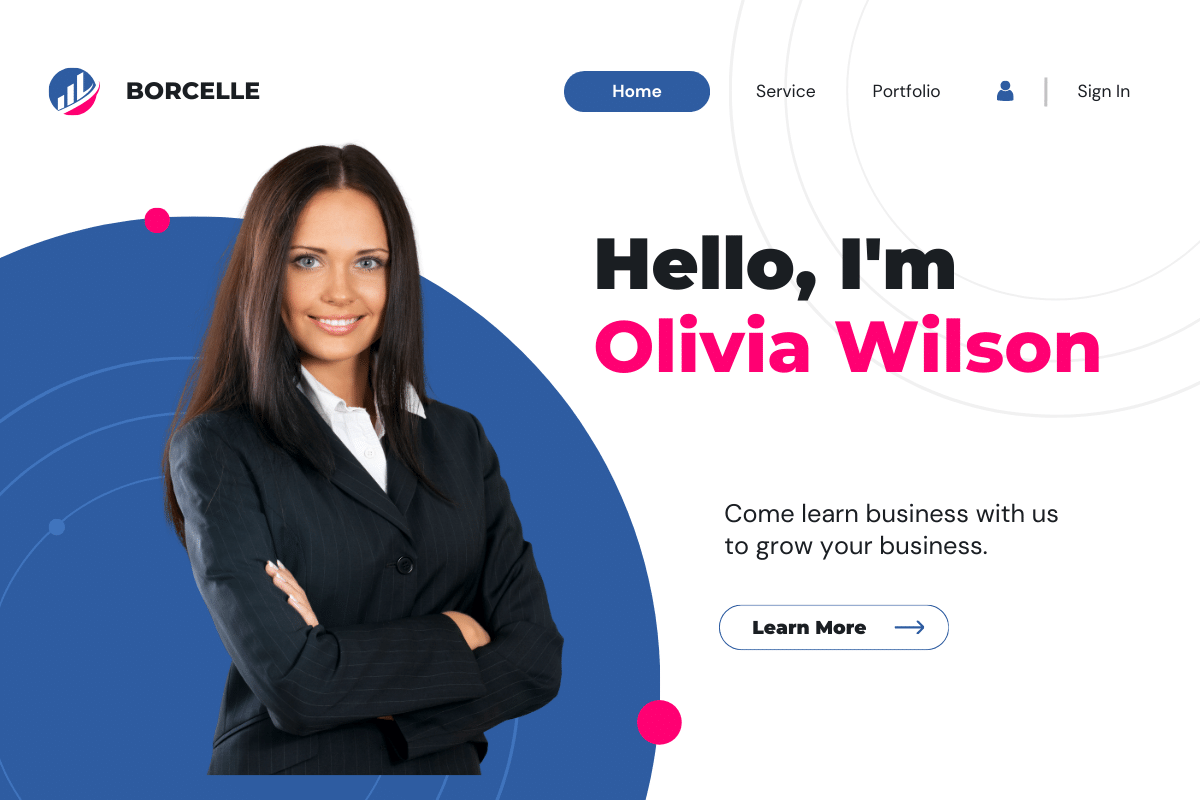 BORCELLE
Home
Service
Portfolio
Sign In
Hello, I'm
Olivia Wilson
Come learn business with us
to grow your business.
Learn More